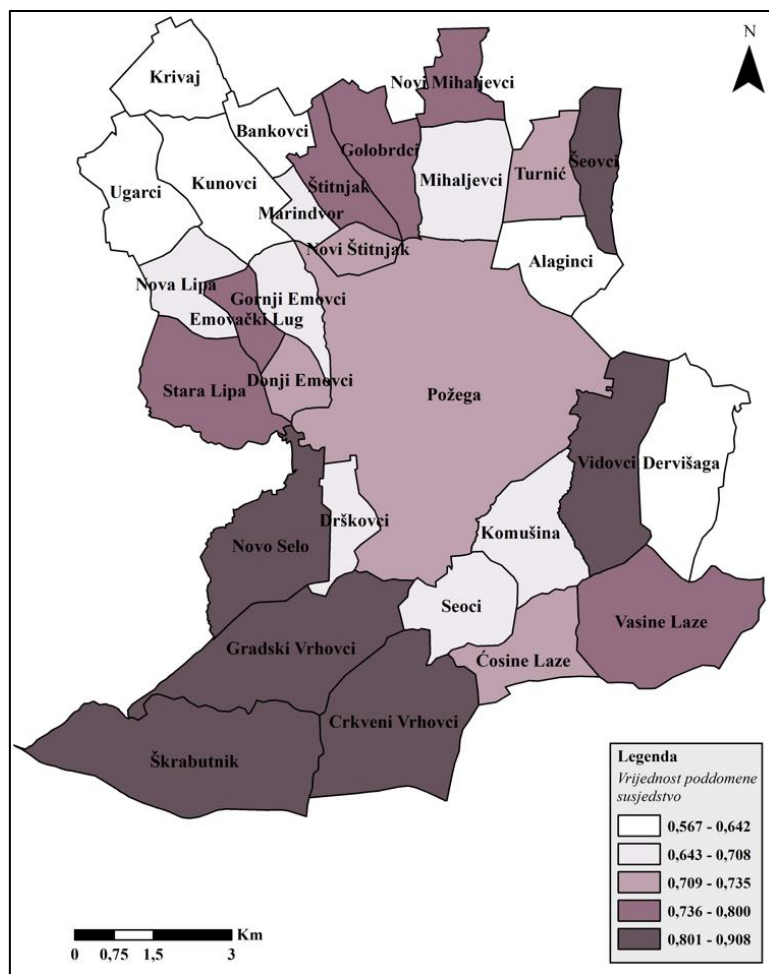 N
Krivaj
Novi Mihaljevci
Bankovci
Golobrdci
Šeovci
Ugarci
Kunovci
Štitnjak
Mihaljevci
Turnić
Marindvor
Novi Štitnjak
Alaginci
Nova Lipa
Gornji Emovci
Emovački Lug
Stara Lipa
Donji Emovci
Požega
Vidovci
Dervišaga
Drškovci
Komušina
Novo Selo
Seoci
Vasine Laze
Gradski Vrhovci
Ćosine Laze
Crkveni Vrhovci
Škrabutnik
Legenda
Vrijednost poddomene
susjedstvo
0,567 - 0,642
0,643 - 0,708
0,709 - 0,735
0,736 - 0,800
0,801 - 0,908
Km
0 0,75 1,5 3